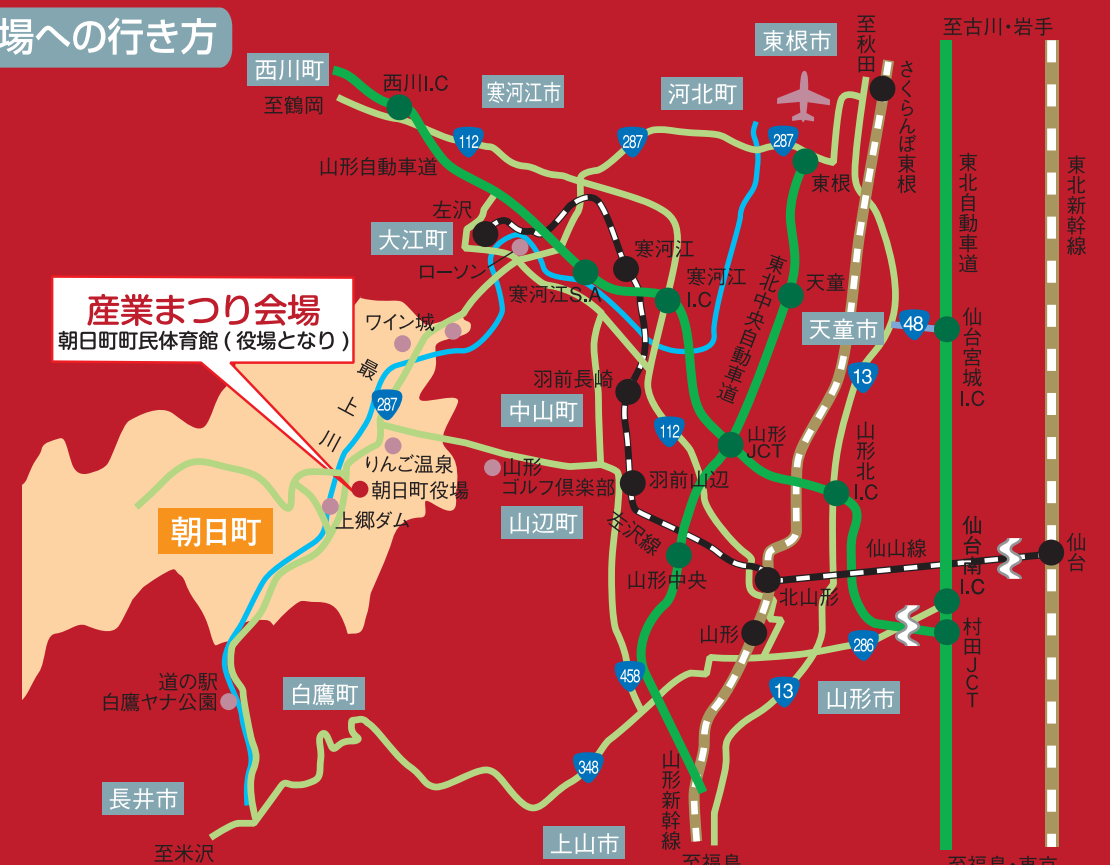 場への行き方
至古川・岩手
東根市
至秋田
さくらんぼ東根
西川町
西川I.C
寒河江市
河北町
至鶴岡
112
287
287
山形自動車道
東根
東北自動車道
東北新幹線
左沢
大江町
ローソン
寒河江
寒河江S.A
寒河江
I.C
東北中央自動車道
天童
天童市
48
仙台宮城I.C
13
産業まつり会場
朝日町町民体育館(役場となり)
ワイン城
最上川
287
羽前長崎
中山町
112
山形
JCT
山形北
I.C
りんご温泉
朝日町役場
山形
ゴルフ倶楽部
羽前山辺
上郷ダム
朝日町
山辺町
左沢線
山形中央
仙山線
仙台南I.C
仙台
北山形
山形
286
村田JCT
458
13
山形市
道の駅
白鷹ヤナ公園
白鷹町
348
山形新幹線
長井市
上山市
至米沢
至福島
至福島・東京